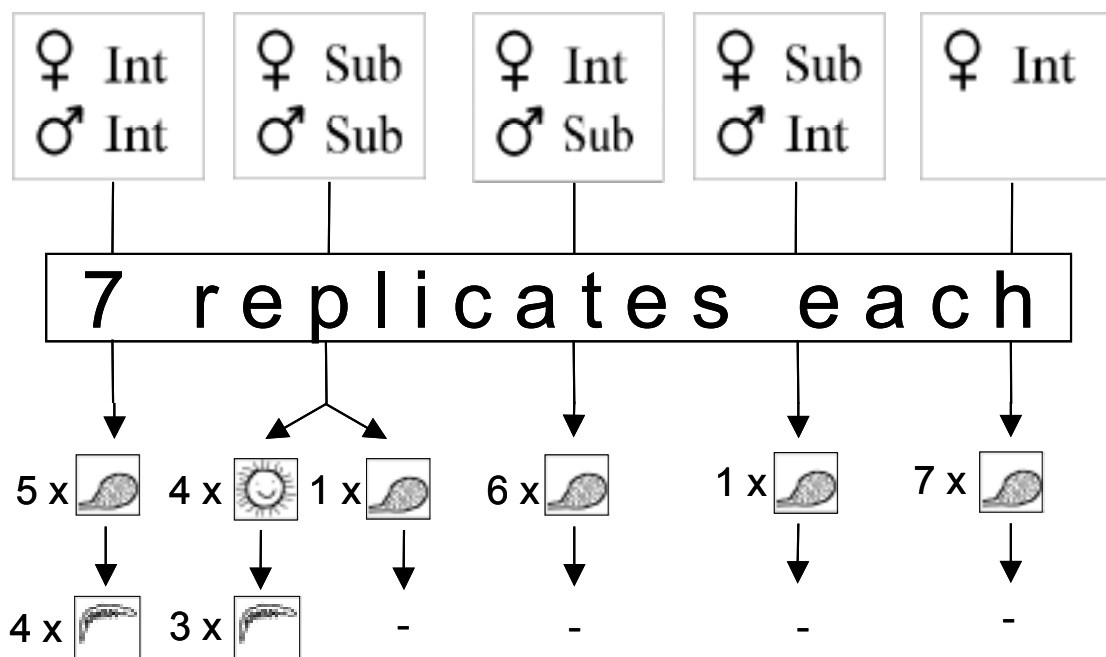 ♀ Int ♀ Sub ♀ Int ♀ Sub ♀ Int
♂ Int ♂ Sub ♂ Sub ♂ Int
7 replicates each
5 x 4 x 1 x 6 x 1 x 7 x
4 x 3 x - - - -